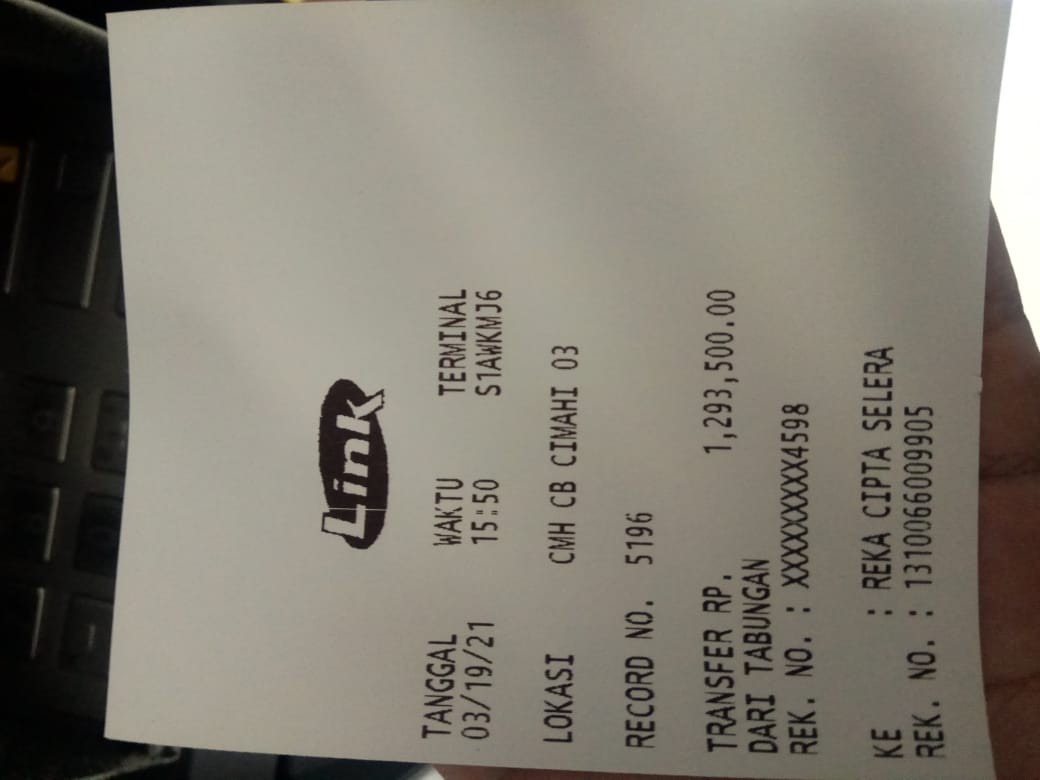 Link
TANGGAL WAKTU TERMINAL
03/19/21 15:50 S1AWKMJ6
LOKASI CMH CB CIMAHI 03
RECORD NO. 5196
TRANSFER RP. 1,293,500.00
DARI TABUNGAN
REK. NO. : XXXXXXXXX4598
KE : REKA CIPTA SELERA
REK. NO. : 1310066009905